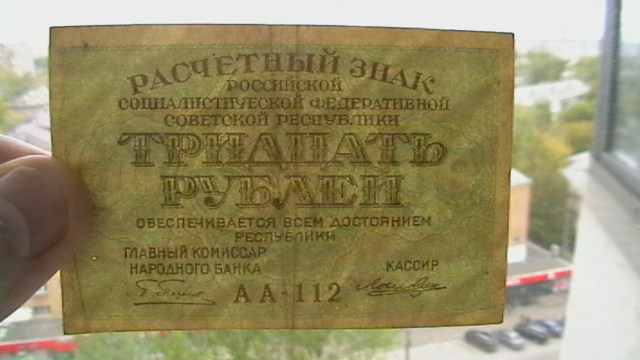 РАСЧЕТНЫЙ ЗНАК
РОССИЙСКОЙ
СОЦИАЛИСТИЧЕСКОЙ ФЕДЕРАТИВНОЙ
СОВЕТСКОЙ РЕСПУБЛИКИ
ТРИДЦАТЬ
РУБЛЕЙ
ОБЕСПЕЧИВАЕТСЯ ВСЕМ ДОСТОЯНИЕМ
РЕСПУБЛИКИ
ГЛАВНЫЙ КОМИССАР
НАРОДНОГО БАНКА
КАССИР
АА-112